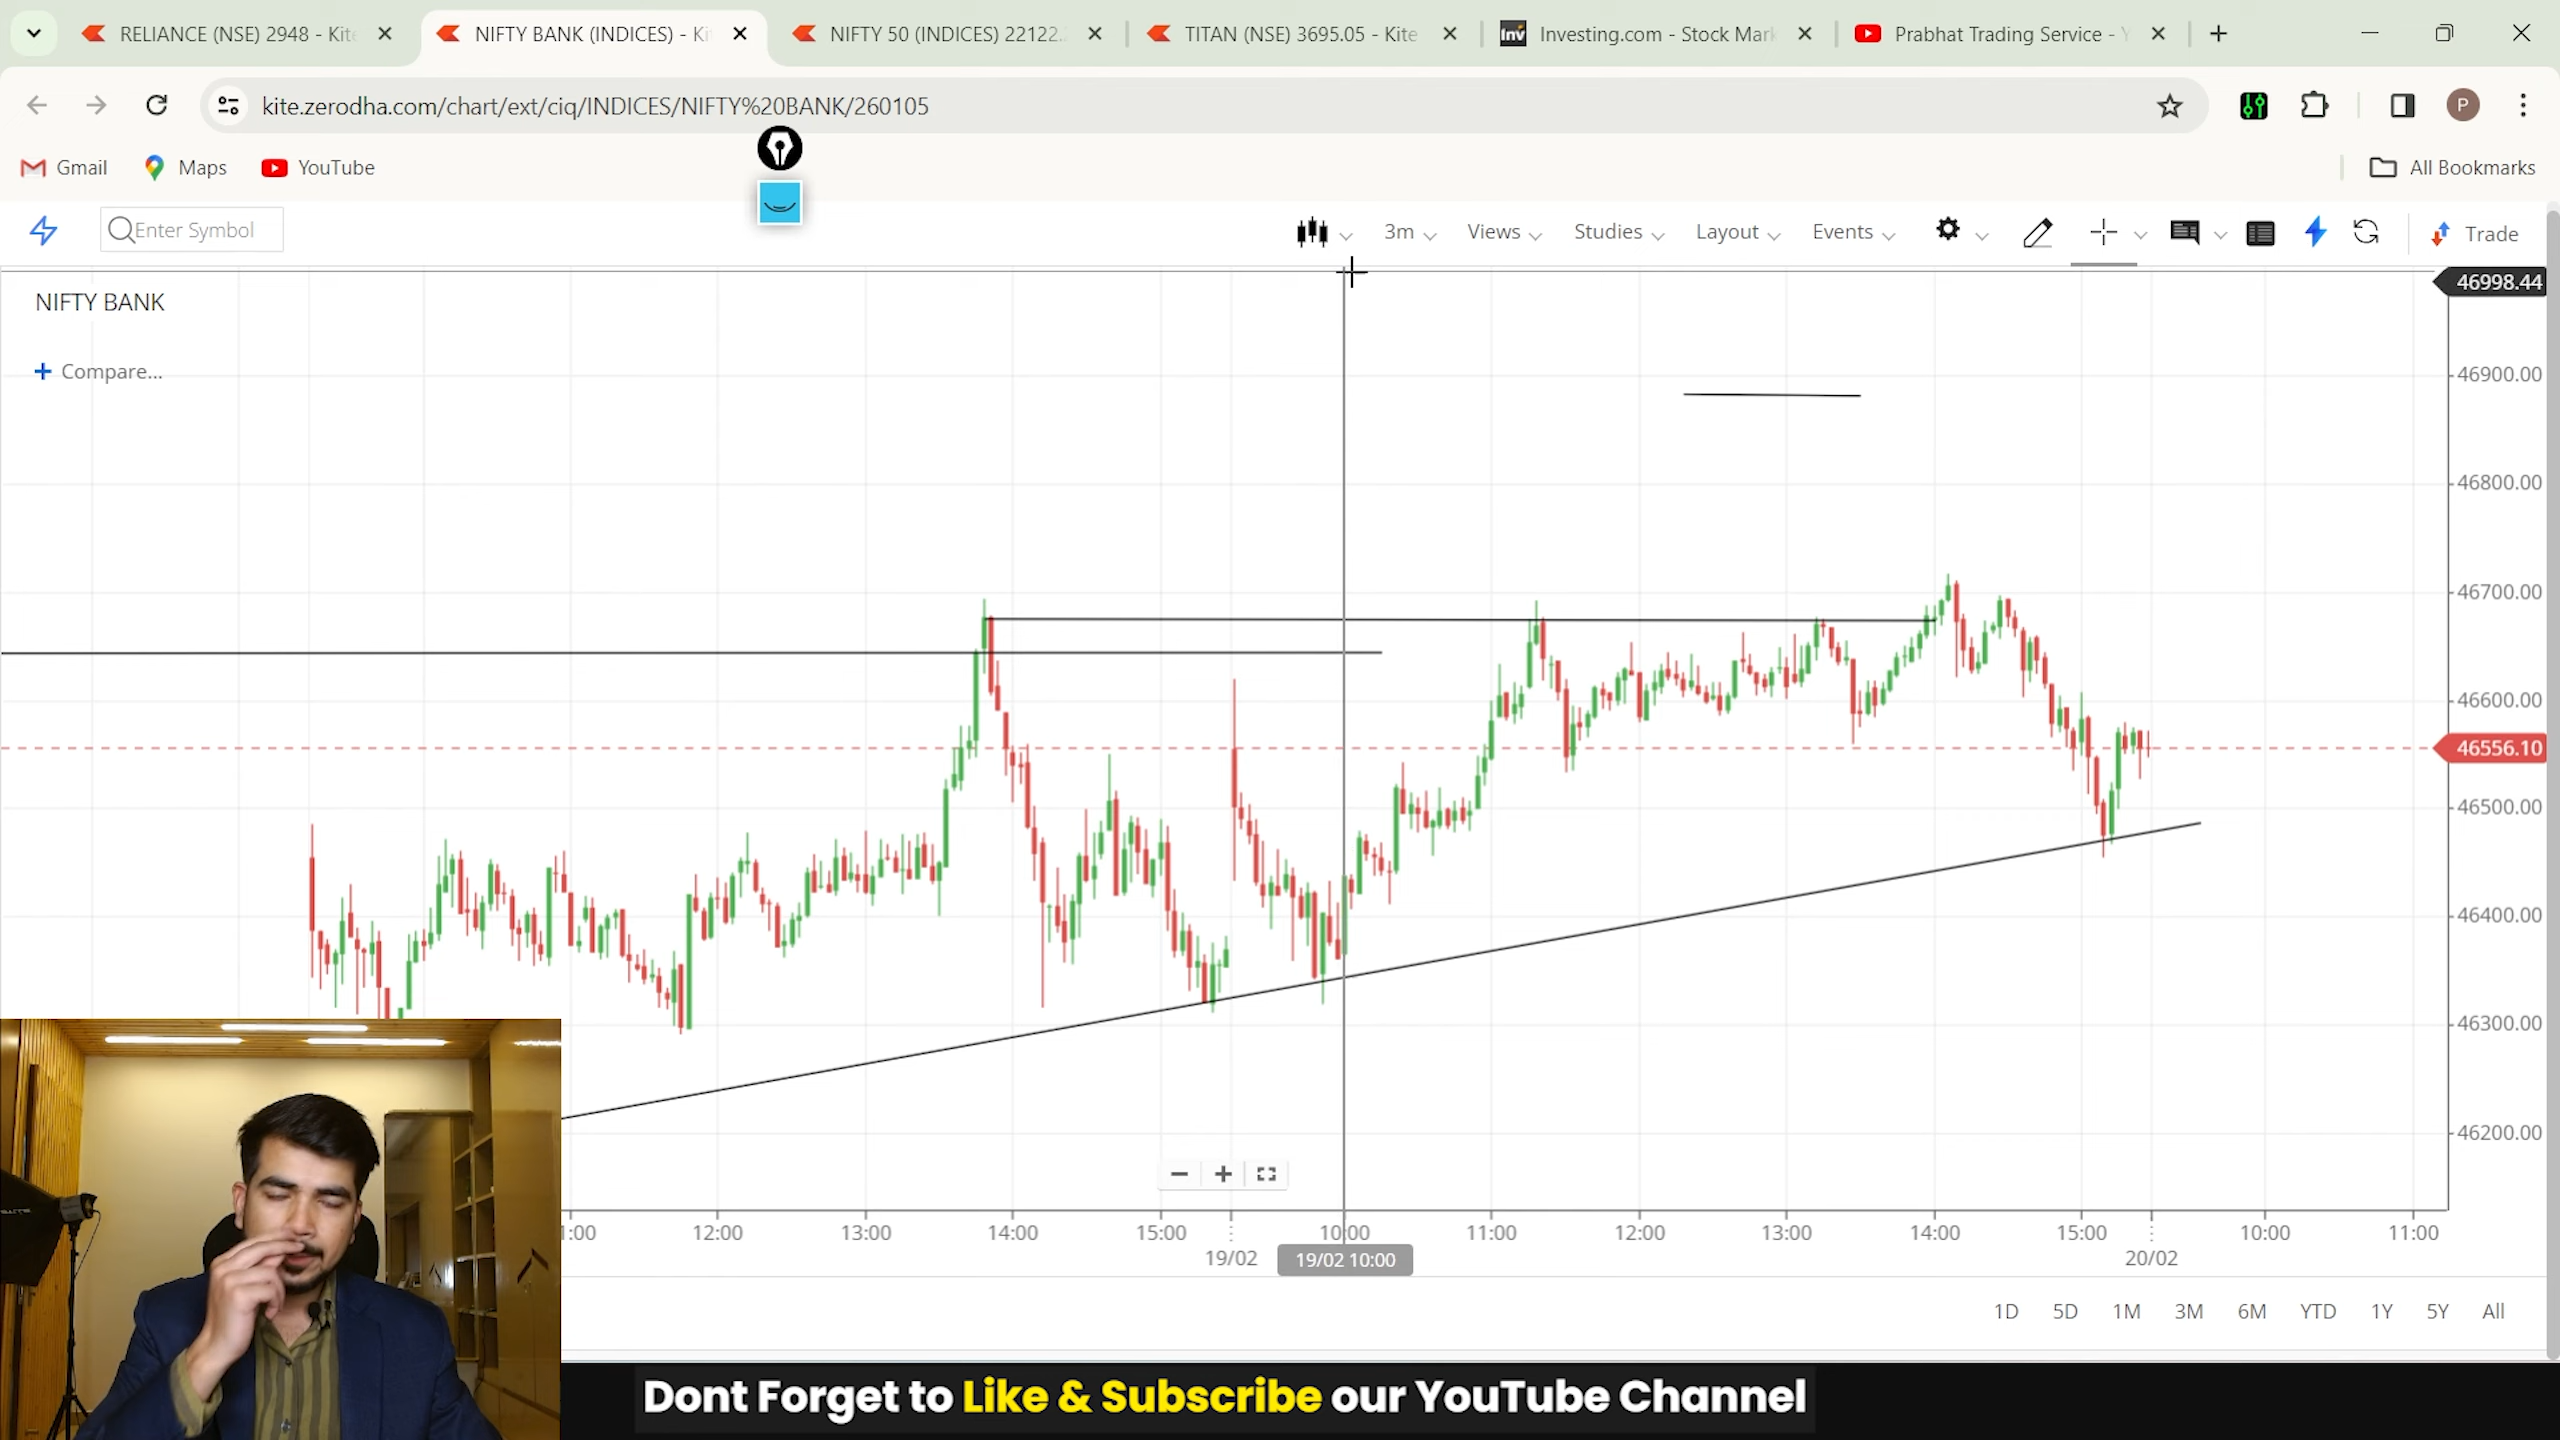 RELIANCE (NSE) 2948 - Kite
NIFTY BANK (INDICES) - Ki
NIFTY 50 (INDICES) 22122.
TITAN (NSE) 3695.05 - Kite
Inv
Investing.com - Stock Mar
Prabhat Trading Service - Y
kite.zerodha.com/chart/ext/ciq/INDICES/NIFTY%20BANK/260105
P
Gmail
Maps
YouTube
All Bookmarks
Enter Symbol
3m
Views
Studies
Layout
Events
Trade
NIFTY BANK
Compare...
46998.44
46900.00
46800.00
46700.00
46600.00
46556.10
46500.00
46400.00
46300.00
46200.00
1:00 12:00 13:00 14:00 15:00 10:00 11:00 12:00 13:00 14:00 15:00 10:00 11:00
19/02 19/02 10:00 20/02
1D 5D 1M 3M 6M YTD 1Y 5Y All
Dont Forget to Like & Subscribe our YouTube Channel